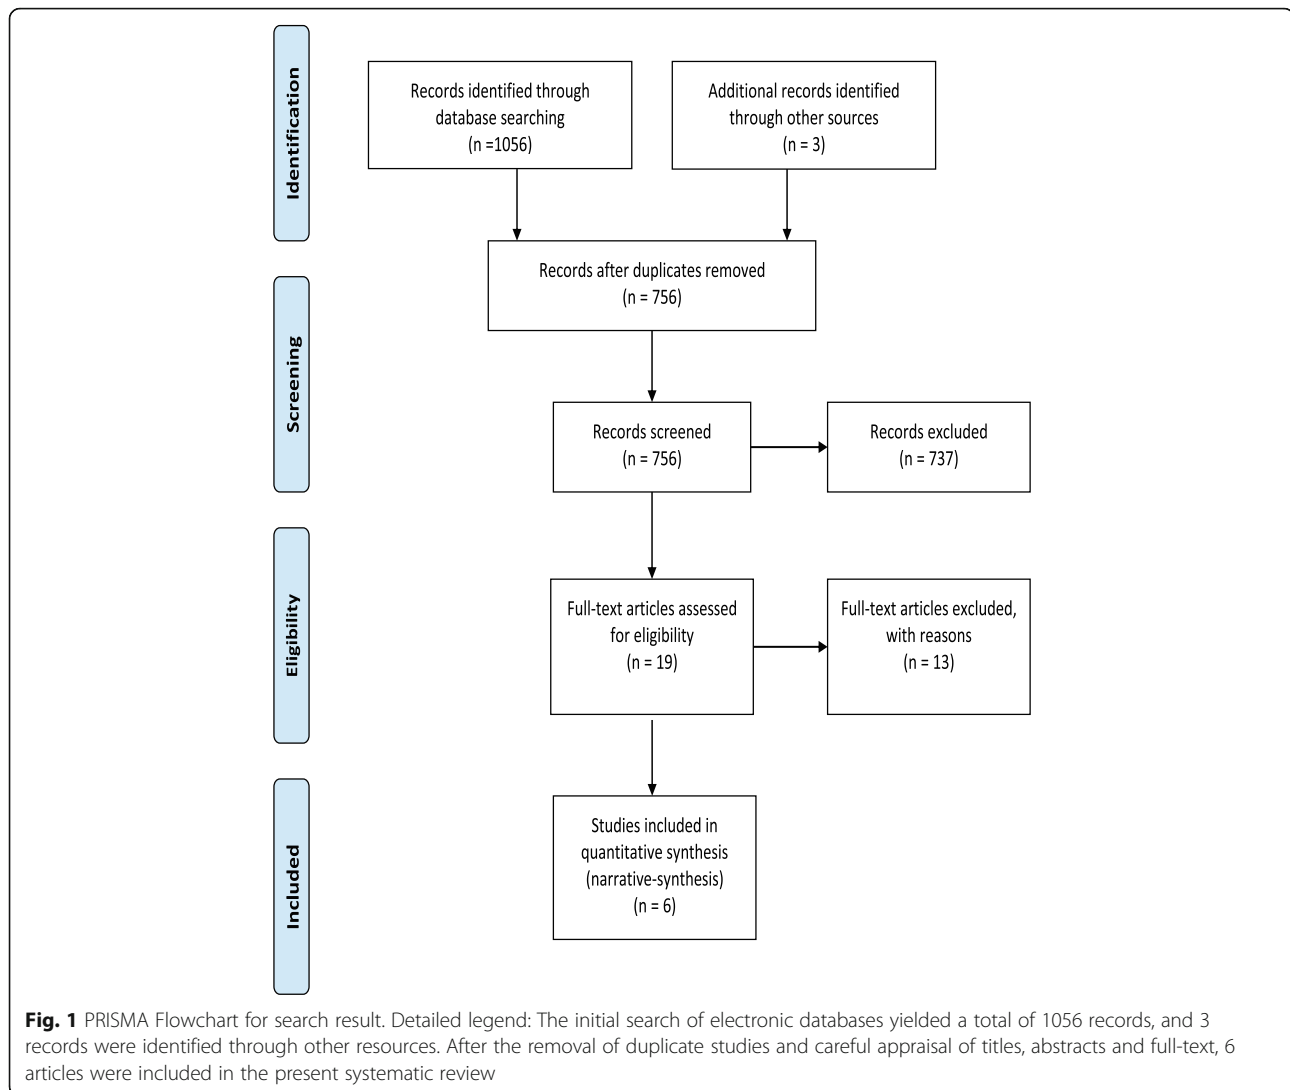 Identification
Records identified through
database searching
(n =1056)
Additional records identified
through other sources
(n = 3)
Records after duplicates removed
(n = 756)
Screening
Records screened
(n = 756)
Records excluded
(n = 737)
Eligibility
Full-text articles assessed
for eligibility
(n = 19)
Full-text articles excluded,
with reasons
(n = 13)
Included
Studies included in
quantitative synthesis
(narrative-synthesis)
(n = 6)
Fig. 1 PRISMA Flowchart for search result. Detailed legend: The initial search of electronic databases yielded a total of 1056 records, and 3
records were identified through other resources. After the removal of duplicate studies and careful appraisal of titles, abstracts and full-text, 6
articles were included in the present systematic review